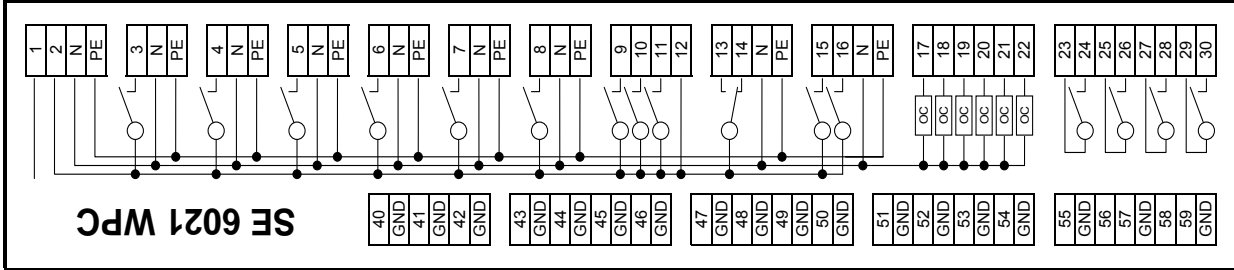 1 2 N PE 3 N PE 4 N PE 5 N PE 6 N PE 7 N PE 8 N PE 9 10 11 12 13 14 N PE 15 16 N PE 17 18 19 20 21 22 23 24 25 26 27 28 29 30
OC OC OC OC OC OC
SE 6021 WPC
40 GND 41 GND 42 GND 43 GND 44 GND 45 GND 46 GND 47 GND 48 GND 49 GND 50 GND 51 GND 52 GND 53 GND 54 GND 55 GND 56 57 GND 58 59 GND